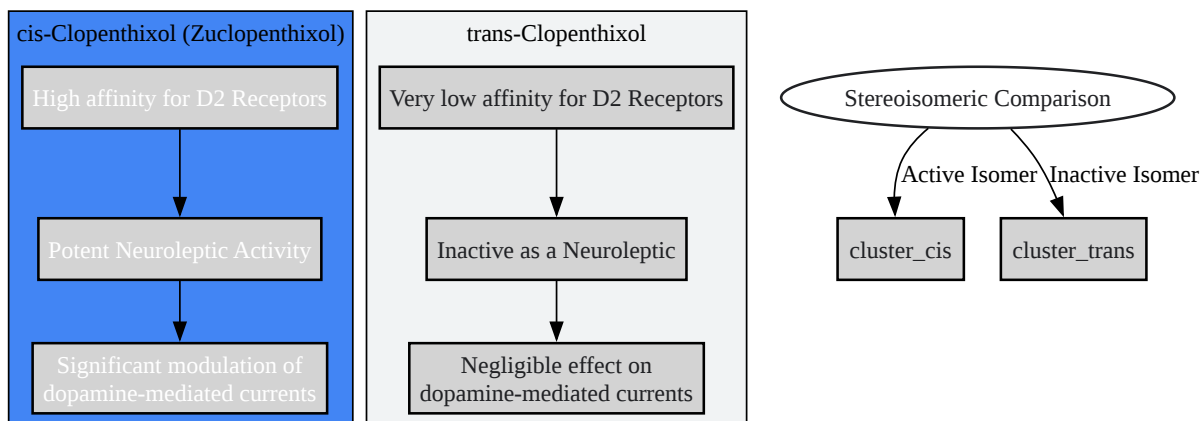 cis-Clopenthixol (Zuclopenthixol)
High affinity for D2 Receptors
Potent Neuroleptic Activity
Significant modulation of
dopamine-mediated currents
trans-Clopenthixol
Very low affinity for D2 Receptors
Inactive as a Neuroleptic
Negligible effect on
dopamine-mediated currents
Stereoisomeric Comparison
Active Isomer
Inactive Isomer
cluster_cis
cluster_trans